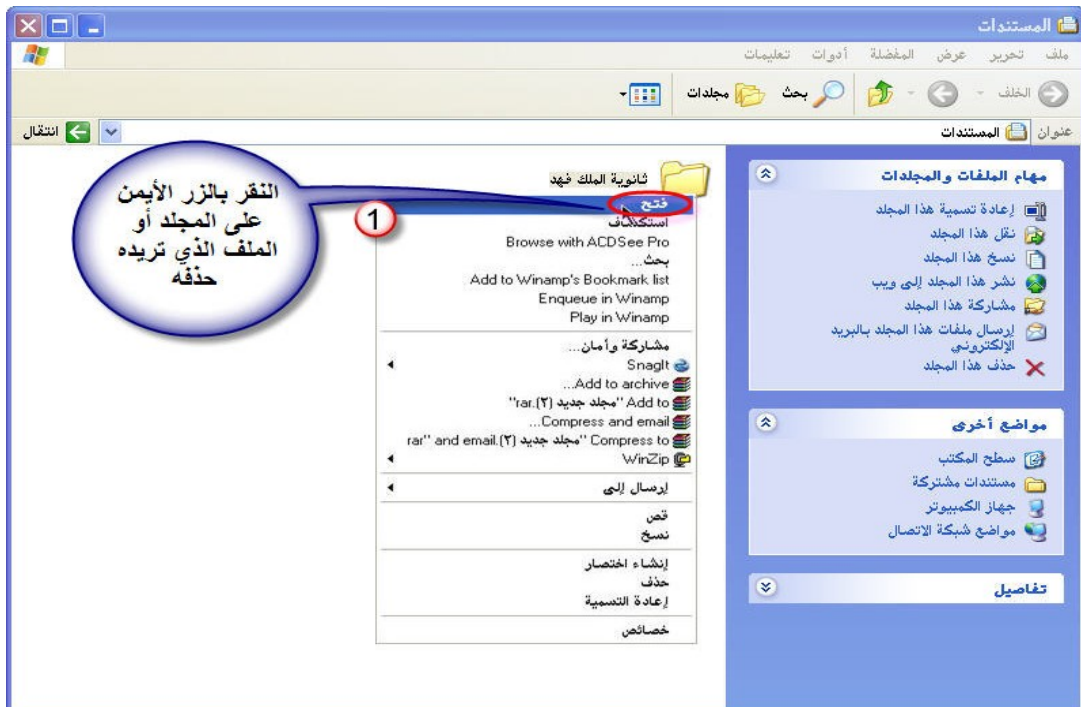 المستندات
ملف تحرير عرض المفضلة أدوات تعليمات
الخلف بحث مجلدات
عنوان المستندات انتقال
مهام الملفات والمجلدات
إعادة تسمية هذا المجلد
نقل هذا المجلد
نسخ هذا المجلد
نشر هذا المجلد إلى ويب
مشاركة هذا المجلد
إرسال ملفات هذا المجلد بالبريد
الإلكتروني
حذف هذا المجلد
مواضع أخرى
سطح المكتب
مستندات مشتركة
جهاز الكمبيوتر
مواضع شبكة الاتصال
تفاصيل
ثانوية الملك فهد
فتح
استكشاف
Browse with ACDSee Pro
بحث...
Add to Winamp's Bookmark list
Enqueue in Winamp
Play in Winamp
مشاركة وأمان...
SnagIt
Add to archive...
Add to "مجلد جديد (٢).rar"
Compress and email...
Compress to "مجلد جديد (٢).rar" and email
WinZip
إرسال إلى
قص
نسخ
إنشاء اختصار
حذف
إعادة التسمية
خصائص
1
النقر بالزر الأيمن
على المجلد أو
الملف الذي تريده
حذفه